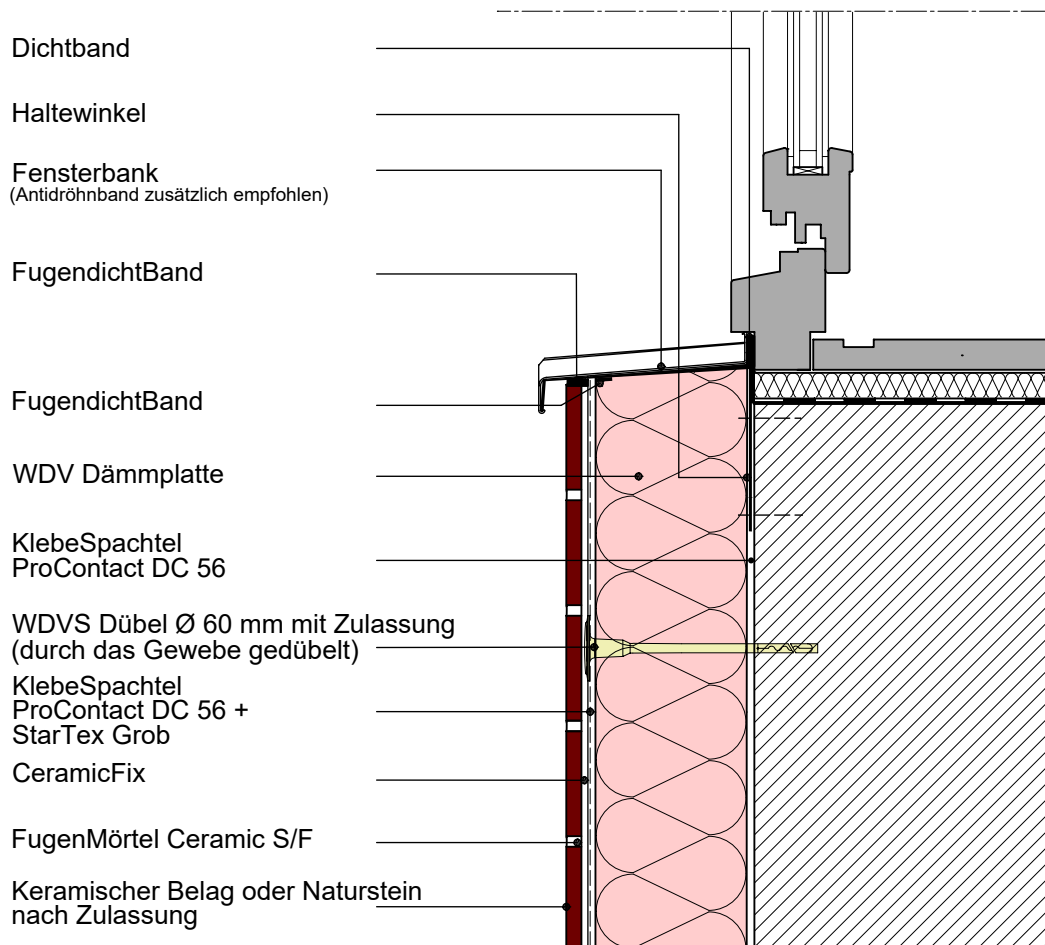 Dichtband
Haltewinkel
Fensterbank
(Antidröhnband zusätzlich empfohlen)
FugendichtBand
FugendichtBand
WDV Dämmplatte
KlebeSpachtel
ProContact DC 56
WDVS Dübel Ø 60 mm mit Zulassung
(durch das Gewebe gedübelt)
KlebeSpachtel
ProContact DC 56 +
StarTex Grob
CeramicFix
FugenMörtel Ceramic S/F
Keramischer Belag oder Naturstein
nach Zulassung